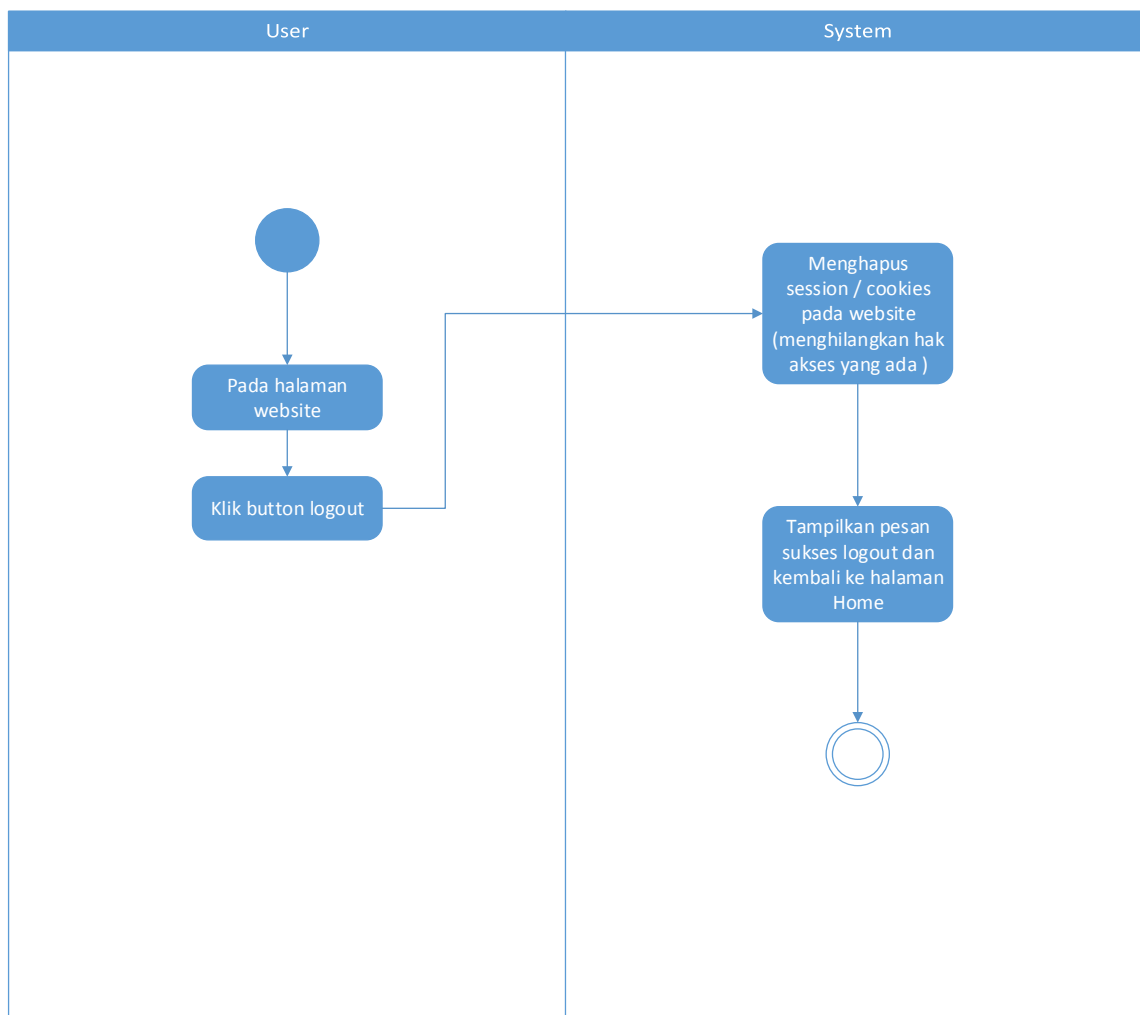 User
System
Pada halaman
website
Klik button logout
Menghapus
session / cookies
pada website
(menghilangkan hak
akses yang ada )
Tampilkan pesan
sukses logout dan
kembali ke halaman
Home